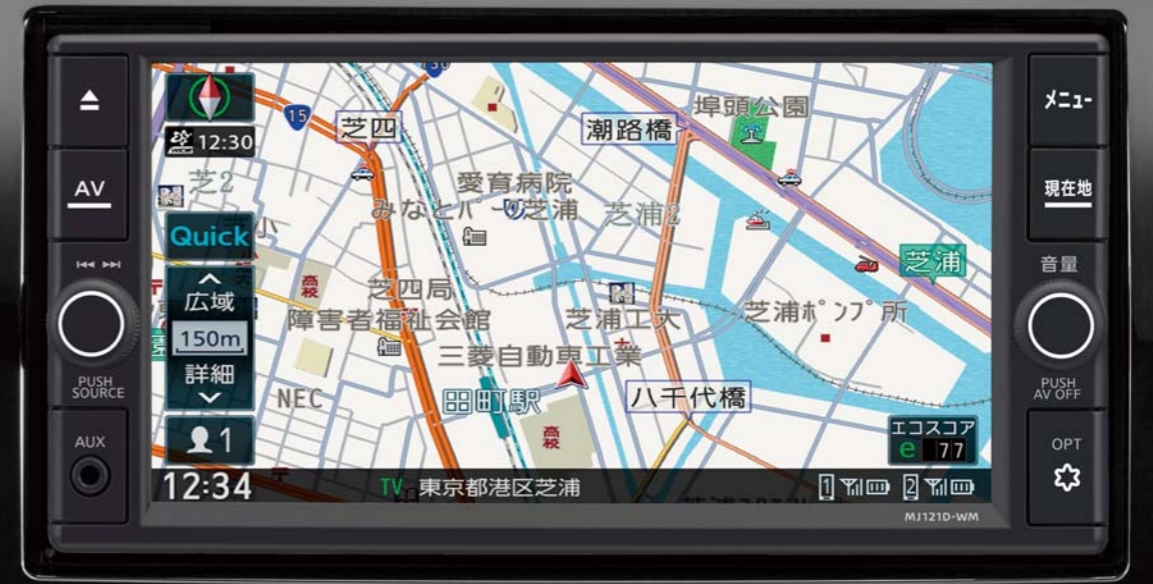 メニュー
AV
現在地
音量
PUSH
SOURCE
PUSH
AV OFF
AUX
OPT
MJ121D-WM
12:30
Quick
広域
150m
詳細
1
12:34
TV
東京都港区芝浦
1
2
エコスコア
e 77
15
130
芝四
潮路橋
埠頭公園
芝2
愛育病院
みなとパーク芝浦
芝浦2
小
高校
芝四局
障害者福祉会館
芝浦工大
芝浦ポンプ所
芝浦
三菱自動車工業
NEC
田町駅
八千代橋
高校